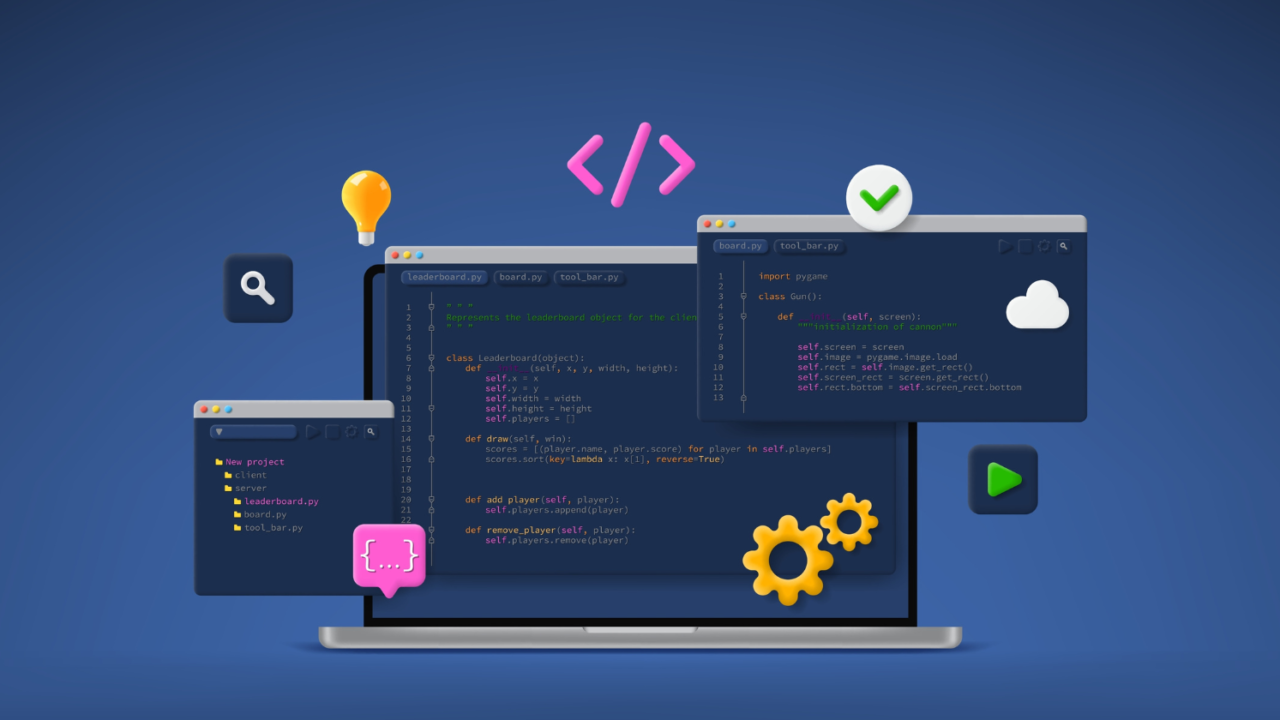 </>
board.py tool_bar.py
1 import pygane
2
3 class Gun():
4
5 def (self, screen):
6 """initialization of cannon"""
7
8 self.screen = screen
9 self.image = pygame.image.load
10 self.rect = self.image.get_rect()
11 self.screen_rect = screen.get_rect()
12 self.rect.bottom = self.screen_rect.bottom
13
leaderboard.py board.py tool_bar.py
1 " " "
2 Represents the leaderboard object for the clien
3 " " "
4
5
6 class Leaderboard(object):
7 def (self, x, y, width, height):
8 self.x = x
9 self.y = y
10 self.width = width
11 self.height = height
12 self.players = []
13
14 def draw(self, win):
15 scores = [(player.name, player.score) for player in self.players]
16 scores.sort(key=lambda x: x[1], reverse=True)
17
18
19
20 def add player(self, player):
21 self.players.append(player)
22
def remove_player(self, player):
self.players.remove(player)
New project
client
server
leaderboard.py
board.py
tool_bar.py
{...}